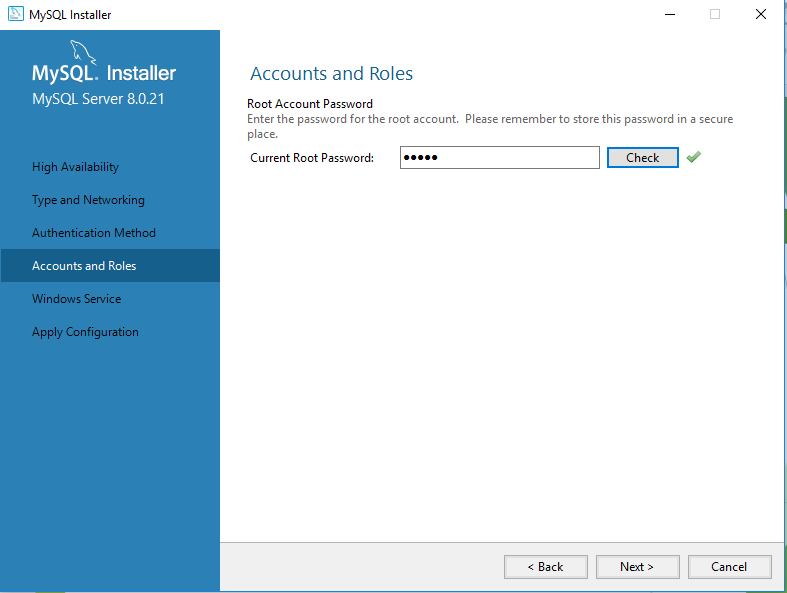 MySQL Installer
MySQL. Installer
MySQL Server 8.0.21
High Availability
Type and Networking
Authentication Method
Accounts and Roles
Windows Service
Apply Configuration
Accounts and Roles
Root Account Password
Enter the password for the root account. Please remember to store this password in a secure
place.
Current Root Password:
●●●●●
Check
< Back
Next >
Cancel